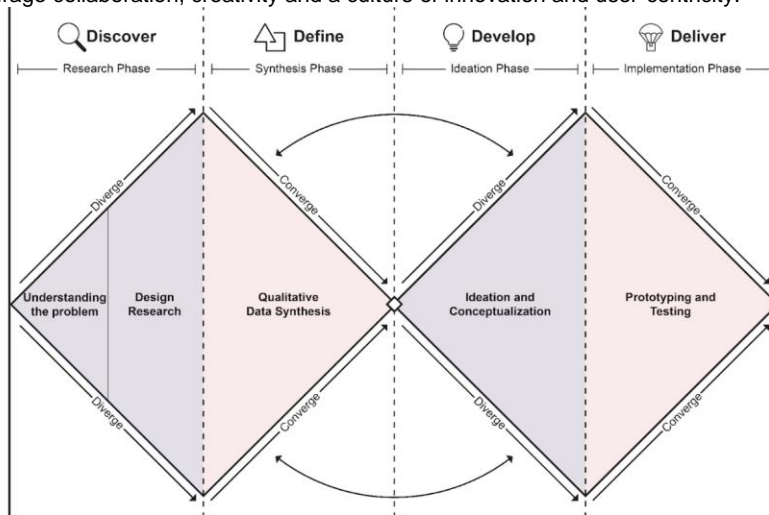 collaboration, creativity and a culture of innovation and user-centricity.
Discover
Define
Develop
Deliver
Research Phase
Synthesis Phase
Ideation Phase
Implementation Phase
Diverge
Converge
Diverge
Converge
Understanding
the problem
Design
Research
Qualitative
Data Synthesis
Ideation and
Conceptualization
Prototyping and
Testing
Diverge
Converge
Diverge
Converge